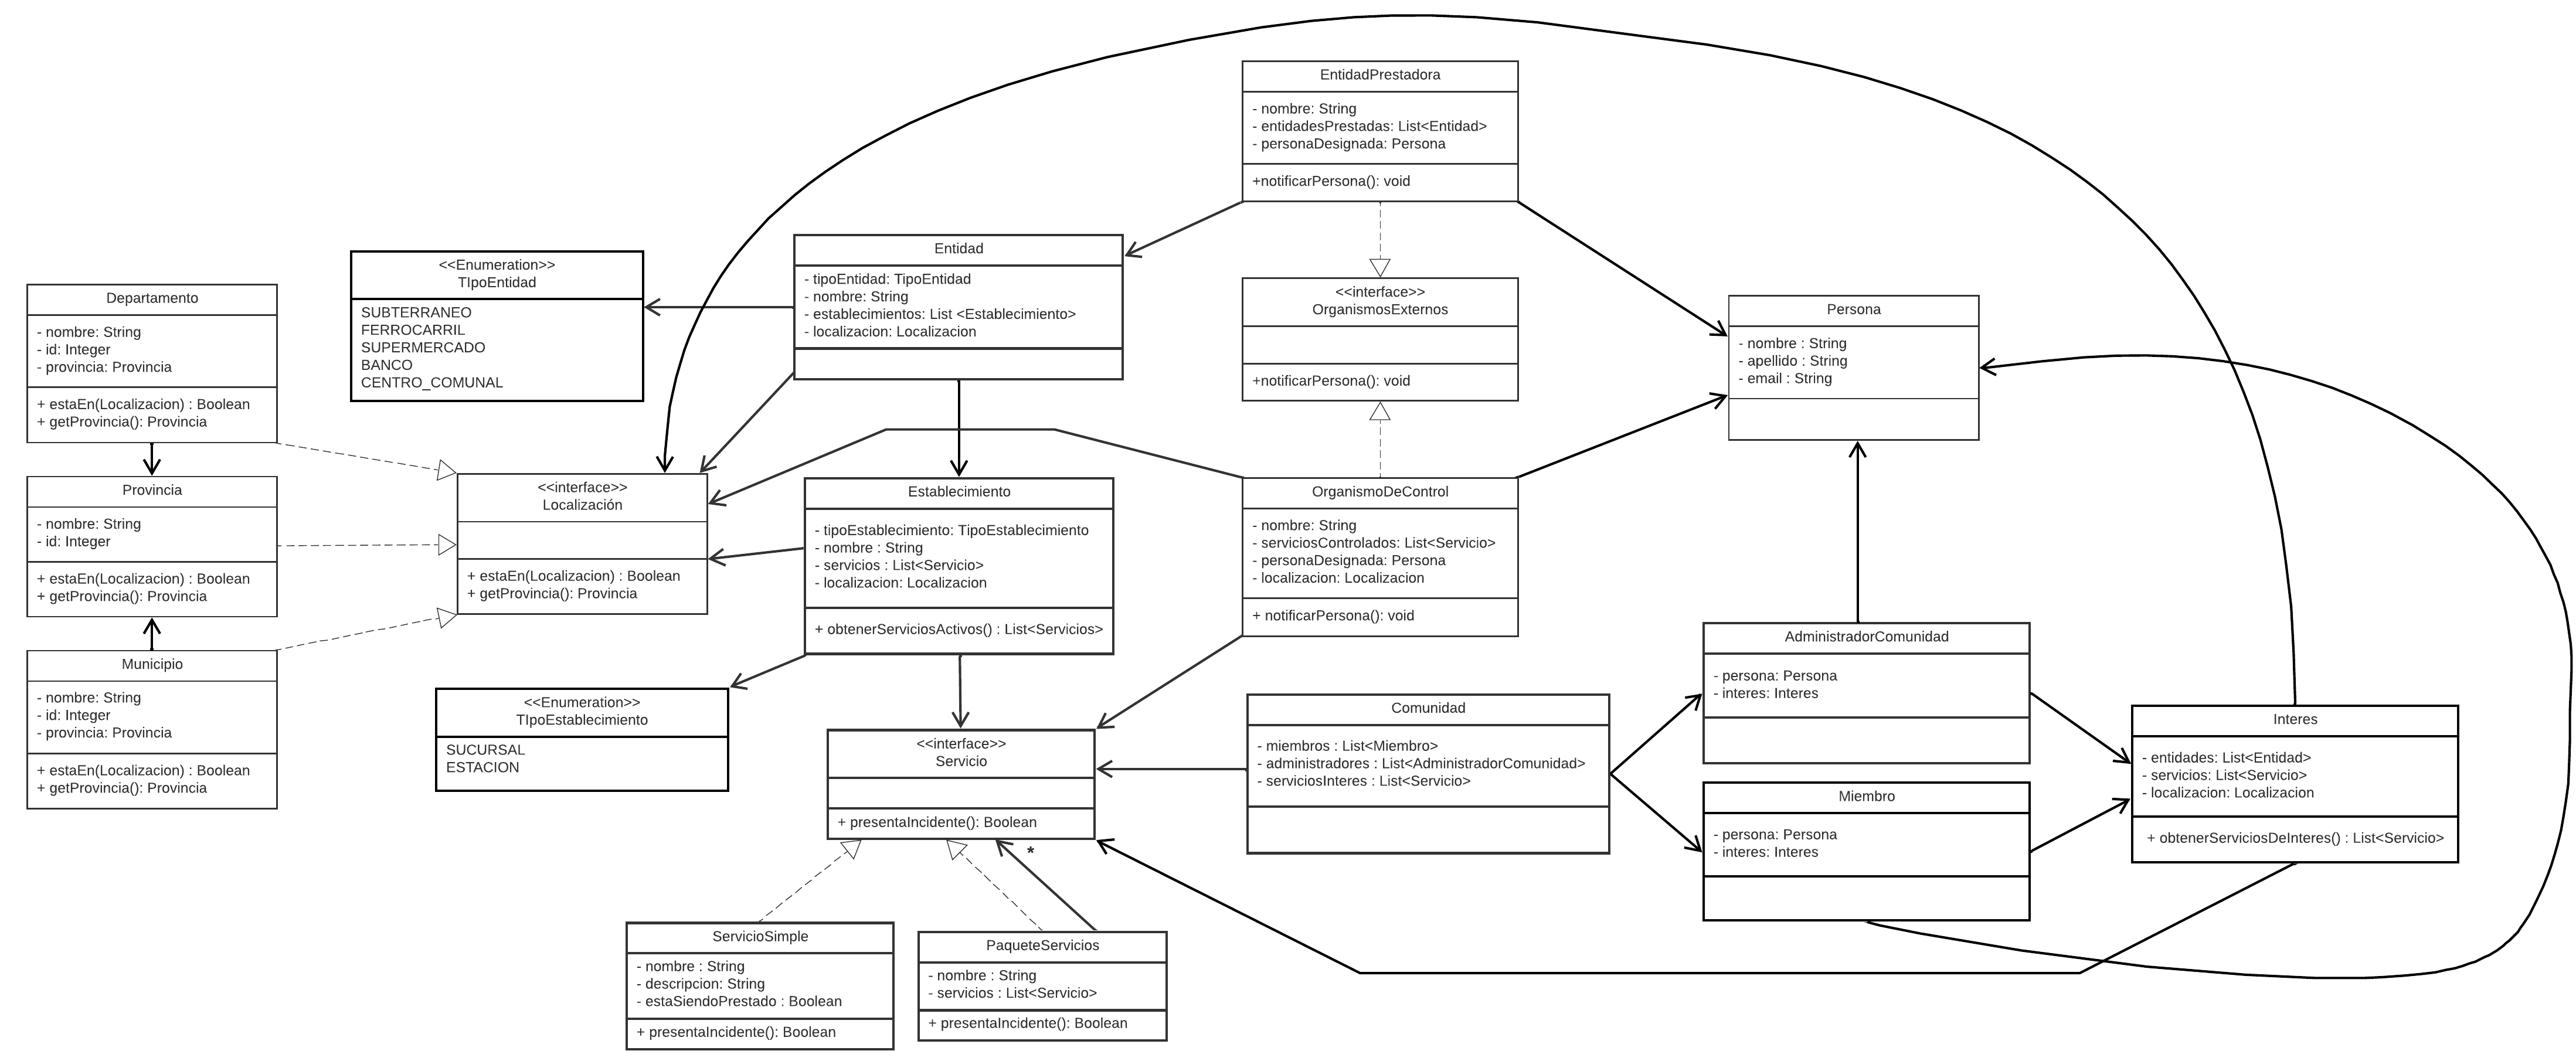 EntidadPrestadora
- nombre: String
- entidadesPrestadas: List<Entidad>
- personaDesignada: Persona
+notificarPersona(): void
Entidad
- tipoEntidad: TipoEntidad
- nombre: String
- establecimientos: List <Establecimiento>
- localizacion: Localizacion
<<Enumeration>>
TIpoEntidad
SUBTERRANEO
FERROCARRIL
SUPERMERCADO
BANCO
CENTRO_COMUNAL
<<interface>>
OrganismosExternos
+notificarPersona(): void
Departamento
- nombre: String
- id: Integer
- provincia: Provincia
+ estaEn(Localizacion) : Boolean
+ getProvincia(): Provincia
Persona
- nombre : String
- apellido : String
- email : String
Provincia
- nombre: String
- id: Integer
+ estaEn(Localizacion) : Boolean
+ getProvincia(): Provincia
<<interface>>
Localización
+ estaEn(Localizacion) : Boolean
+ getProvincia(): Provincia
Establecimiento
- tipoEstablecimiento: TipoEstablecimiento
- nombre : String
- servicios : List<Servicio>
- localizacion: Localizacion
+ obtenerServiciosActivos() : List<Servicios>
OrganismoDeControl
- nombre: String
- serviciosControlados: List<Servicio>
- personaDesignada: Persona
- localizacion: Localizacion
+ notificarPersona(): void
Municipio
- nombre: String
- id: Integer
- provincia: Provincia
+ estaEn(Localizacion) : Boolean
+ getProvincia(): Provincia
<<Enumeration>>
TIpoEstablecimiento
SUCURSAL
ESTACION
<<interface>>
Servicio
+ presentaIncidente(): Boolean
*
Comunidad
- miembros : List<Miembro>
- administradores : List<AdministradorComunidad>
- serviciosInteres : List<Servicio>
AdministradorComunidad
- persona: Persona
- interes: Interes
Miembro
- persona: Persona
- interes: Interes
Interes
- entidades: List<Entidad>
- servicios: List<Servicio>
- localizacion: Localizacion
+ obtenerServiciosDeInteres() : List<Servicio>
ServicioSimple
- nombre : String
- descripcion: String
- estaSiendoPrestado : Boolean
+ presentaIncidente(): Boolean
PaqueteServicios
- nombre : String
- servicios : List<Servicio>
+ presentaIncidente(): Boolean